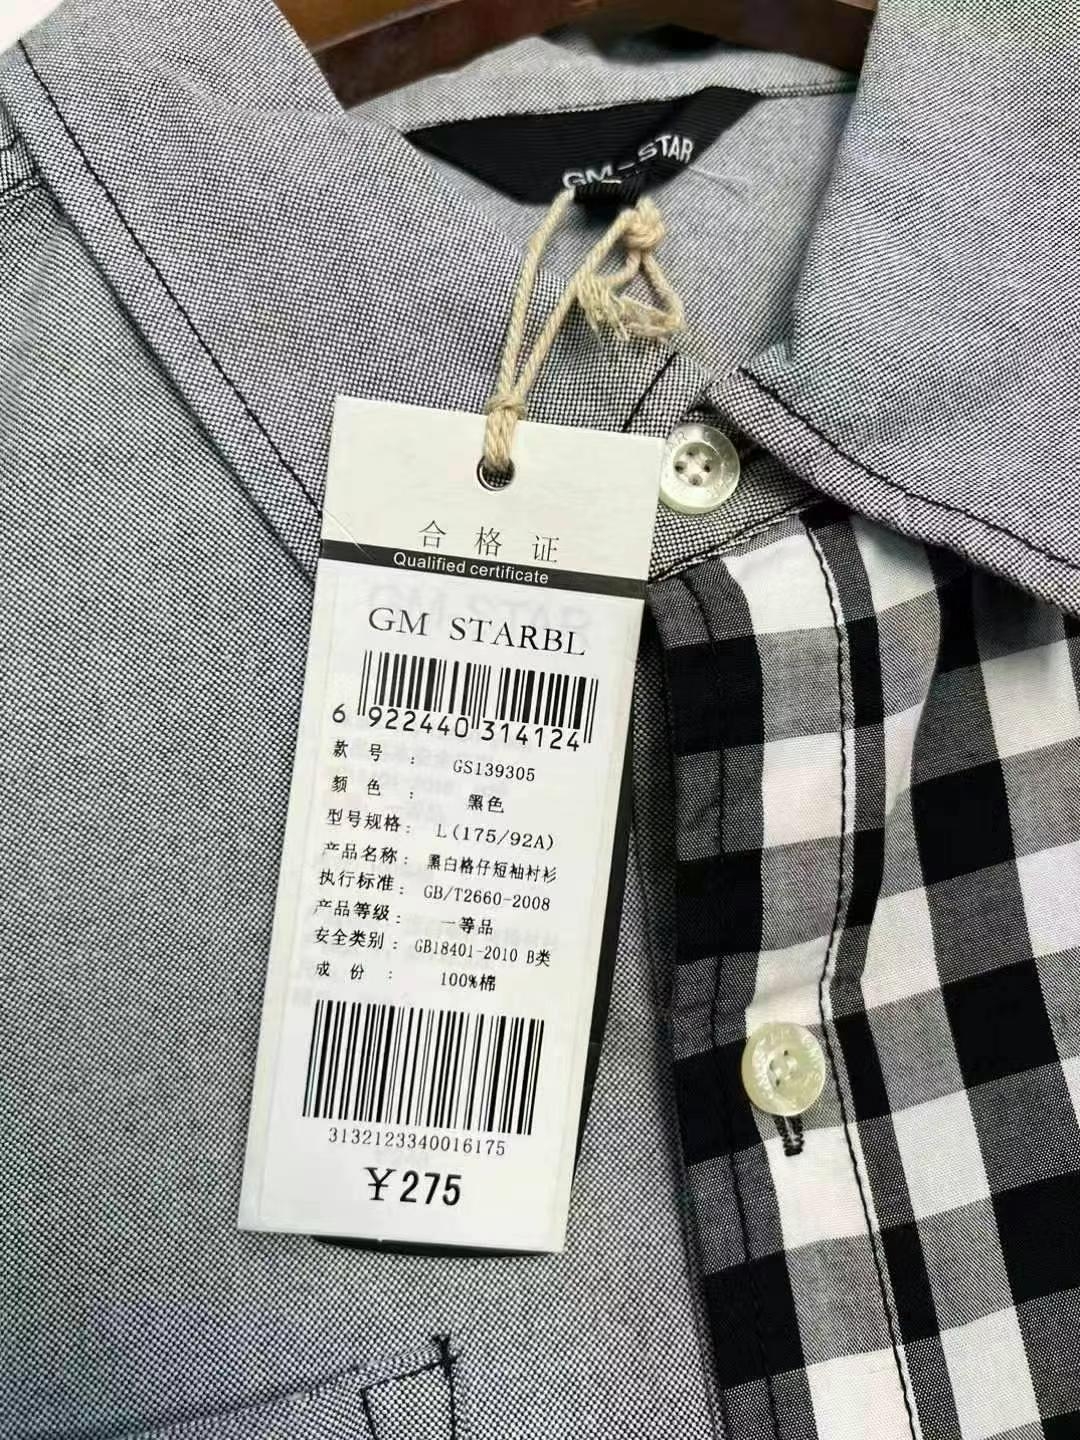 GM-STAR
合格证
Qualified certificate
GM STARBL
6 922440 314124
款号： GS139305
颜色： 黑色
型号规格： L(175/92A)
产品名称： 黑白格仔短袖衬衫
执行标准： GB/T2660-2008
产品等级： 一等品
安全类别： GB18401-2010 B类
成份： 100%棉
3132123340016175
￥275